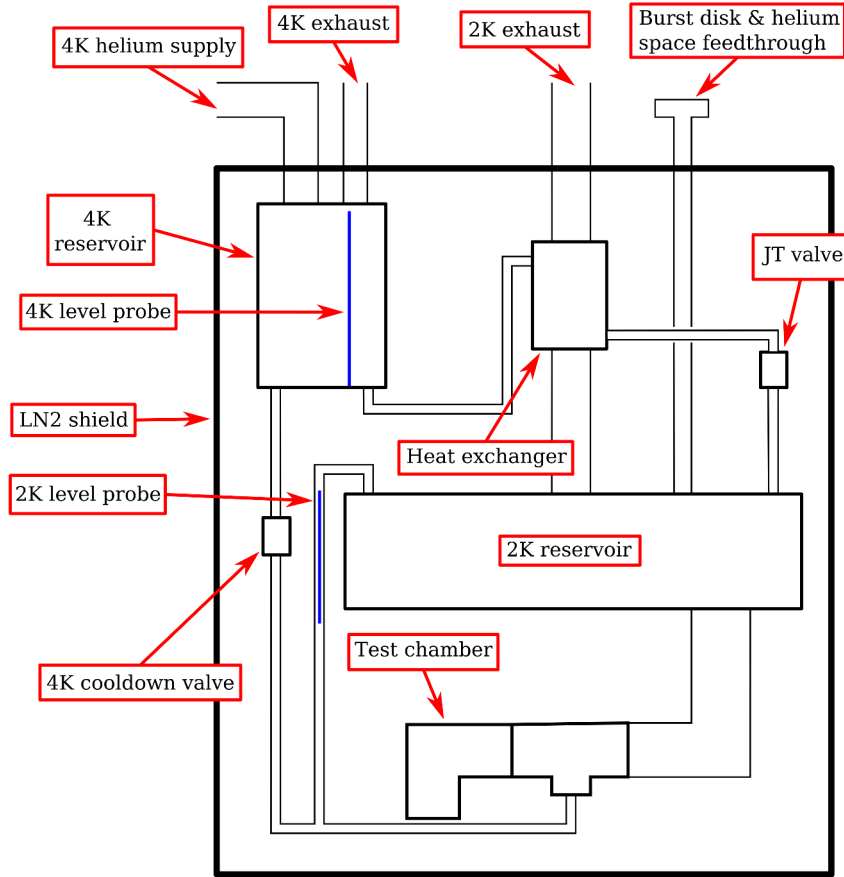 4K helium supply
4K exhaust
2K exhaust
Burst disk & helium
space feedthrough
4K
reservoir
JT valve
4K level probe
LN2 shield
Heat exchanger
2K level probe
2K reservoir
Test chamber
4K cooldown valve